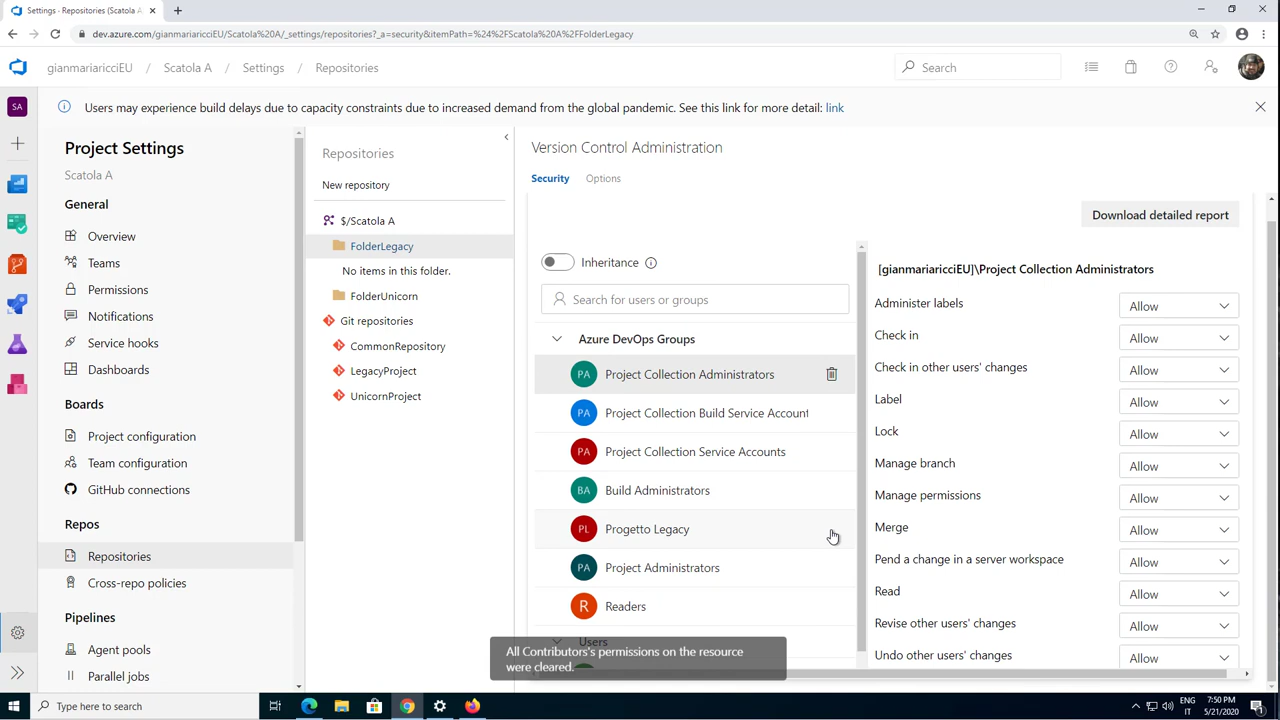 Settings - Repositories (Scatola A
dev.azure.com/gianmariaricciEU/Scatola%20A/_settings/repositories?_a=security&itemPath=%24%2FScatola%20A%2FFolderLegacy
gianmariaricciEU / Scatola A / Settings / Repositories
Search
SA
Users may experience build delays due to capacity constraints due to increased demand from the global pandemic. See this link for more detail: link
Project Settings
Scatola A
General
Overview
Teams
Permissions
Notifications
Service hooks
Dashboards
Boards
Project configuration
Team configuration
GitHub connections
Repos
Repositories
Cross-repo policies
Pipelines
Agent pools
Parallel jobs
Repositories
New repository
$/Scatola A
FolderLegacy
No items in this folder.
FolderUnicorn
Git repositories
CommonRepository
LegacyProject
UnicornProject
Version Control Administration
Security
Options
Download detailed report
Inheritance
Search for users or groups
Azure DevOps Groups
PA Project Collection Administrators
PA Project Collection Build Service Account
PA Project Collection Service Accounts
BA Build Administrators
PL Progetto Legacy
PA Project Administrators
R Readers
Users
All Contributors's permissions on the resource
were cleared.
[gianmariaricciEU]\Project Collection Administrators
Administer labels Allow
Check in Allow
Check in other users' changes Allow
Label Allow
Lock Allow
Manage branch Allow
Manage permissions Allow
Merge Allow
Pend a change in a server workspace Allow
Read Allow
Revise other users' changes Allow
Undo other users' changes Allow
Type here to search
ENG
IT
7:50 PM
5/21/2020
1